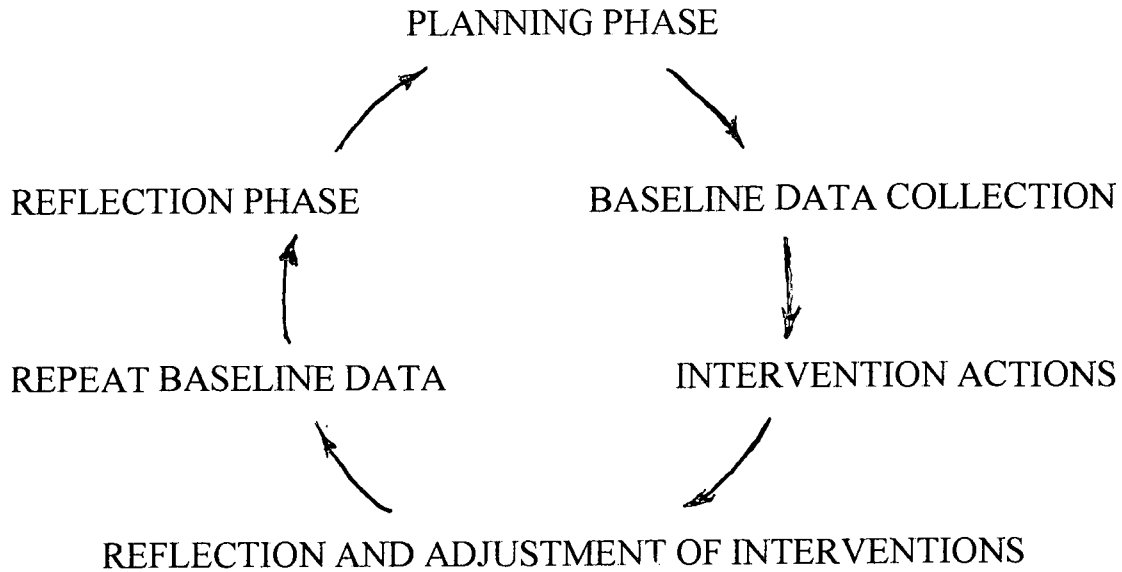 PLANNING PHASE
REFLECTION PHASE
BASELINE DATA COLLECTION
REPEAT BASELINE DATA
INTERVENTION ACTIONS
REFLECTION AND ADJUSTMENT OF INTERVENTIONS